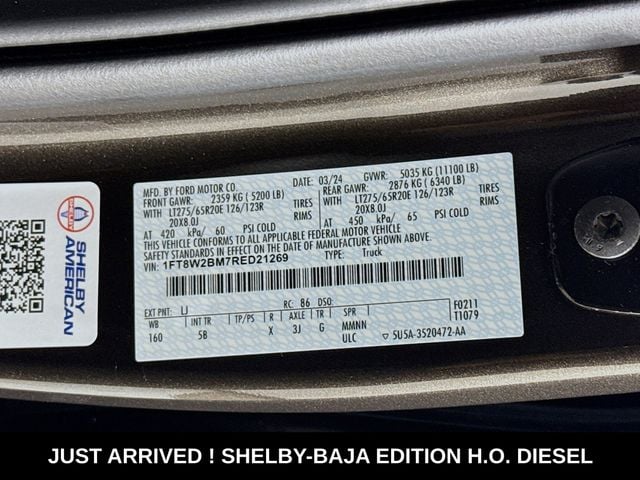 SHELBY
AMERICAN
MFD. BY FORD MOTOR CO.
DATE: 03/24 GVWR: 5035 KG (11100 LB)
FRONT GAWR: 2359 KG ( 5200 LB) REAR GAWR: 2876 KG ( 6340 LB)
WITH LT275/65R20E 126/123R TIRES WITH LT275/65R20E 126/123R TIRES
20X8.0J RIMS 20X8.0J RIMS
AT 420 kPa/ 60 PSI COLD AT 450 kPa/ 65 PSI COLD
THIS VEHICLE CONFORMS TO ALL APPLICABLE FEDERAL MOTOR VEHICLE
SAFETY STANDARDS IN EFFECT ON THE DATE OF MANUFACTURE SHOWN ABOVE.
VIN: 1FT8W2BM7RED21269 TYPE: Truck
EXT PNT: UJ RC: 86 DSO: F0211
WB INT TR TP/PS R AXLE TR SPR T1079
160 5B X 3J G MMNN
ULC ▽ 5U5A-3520472-AA
JUST ARRIVED ! SHELBY-BAJA EDITION H.O. DIESEL